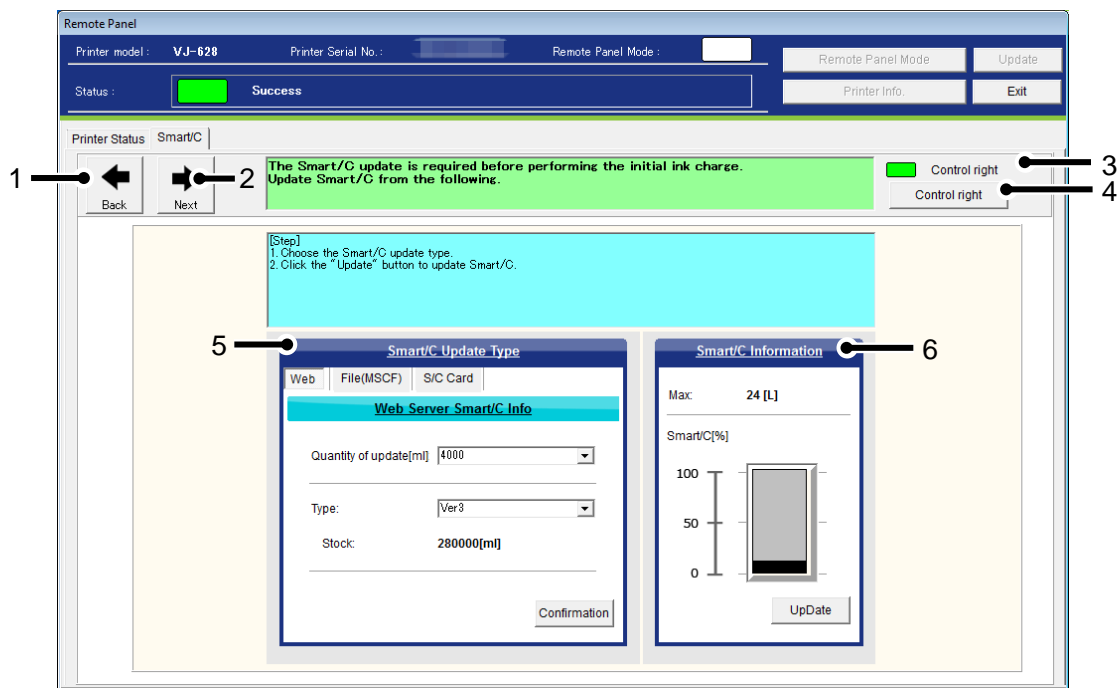 Remote Panel
Printer model : VJ-628 Printer Serial No. : Remote Panel Mode :
Remote Panel Mode Update
Status : Success
Printer Info. Exit
Printer Status Smart/C
1 2 3 4
Back Next
The Smart/C update is required before performing the initial ink charge.
Update Smart/C from the following.
Control right
Control right
[Step]
1. Choose the Smart/C update type.
2. Click the "Update" button to update Smart/C.
5 6
Smart/C Update Type
Web File(MSCF) S/C Card
Web Server Smart/C Info
Quantity of update[ml] 4000
Type: Ver3
Stock: 280000[ml]
Confirmation
Smart/C Information
Max: 24 [L]
Smart/C[%]
100
50
0
UpDate